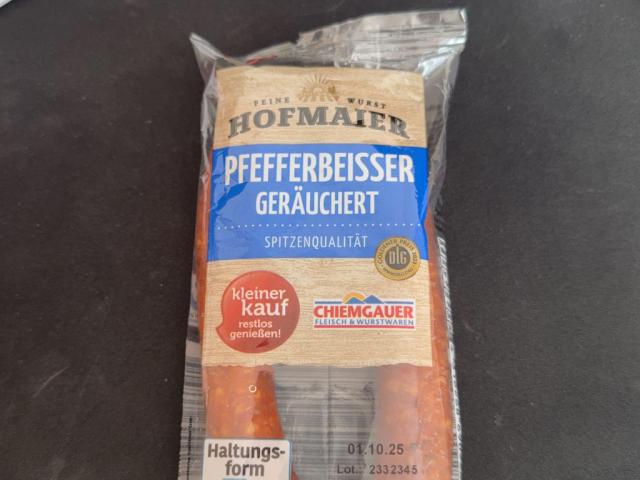 FEINE WURST
HOFMAIER
PFEFFERBEISSER
GERÄUCHERT
SPITZENQUALITÄT
DLG
kleiner
kauf
restlos
genießen!
CHIEMGAUER
FLEISCH & WURSTWAREN
Haltungs-
form
01.10.25
Lot.: 2332345